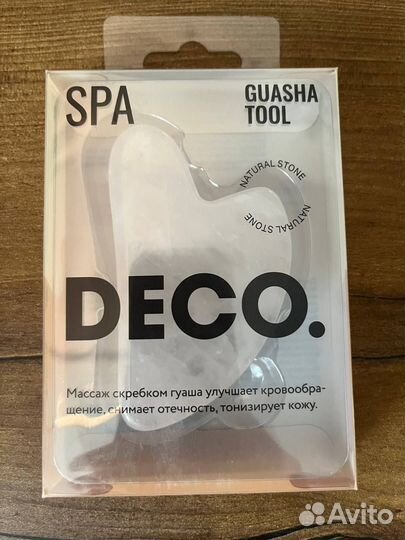 SPA
GUASHA
TOOL
NATURAL STONE
NATURAL STONE
DECO.
Массаж скребком гуаша улучшает кровообра-
щение, снимает отечность, тонизирует кожу.
Avito